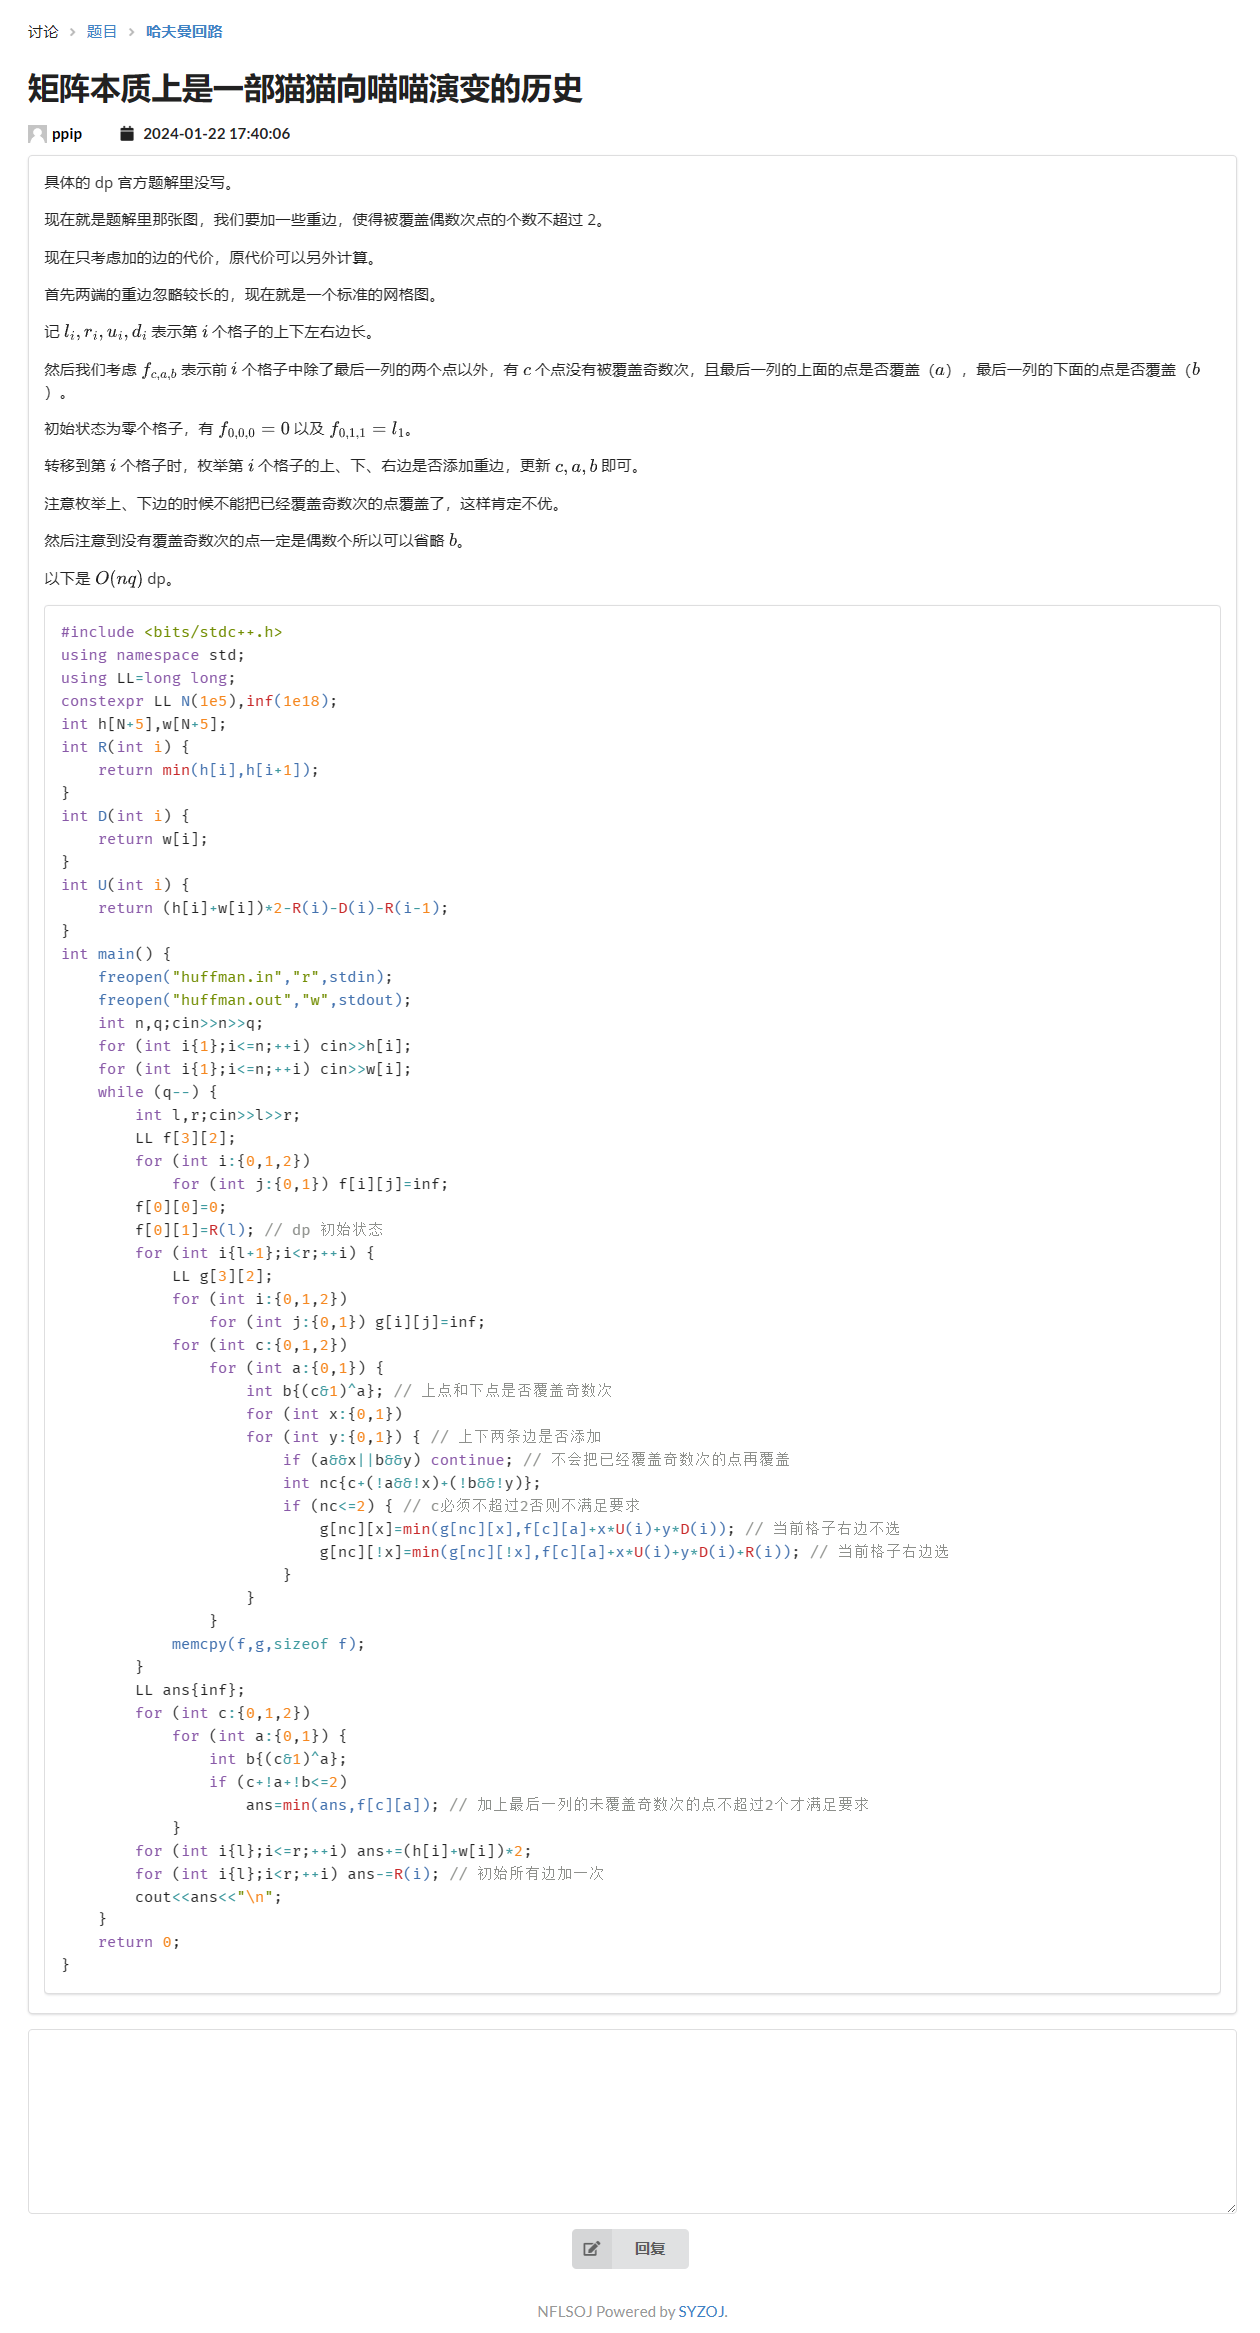 讨论 > 题目 > 哈夫曼回路
矩阵本质上是一部猫猫向喵喵演变的历史
ppip 2024-01-22 17:40:06
具体的 dp 官方题解里没写。
现在就是题解里那张图，我们要加一些重边，使得被覆盖偶数次点的个数不超过 2。
现在只考虑加的边的代价，原代价可以另外计算。
首先两端的重边忽略较长的，现在就是一个标准的网格图。
记 l_i, r_i, u_i, d_i 表示第 i 个格子的上下左右边长。
然后我们考虑 f_{c,a,b} 表示前 i 个格子中除了最后一列的两个点以外，有 c 个点没有被覆盖奇数次，且最后一列的上面的点是否覆盖（a），最后一列的下面的点是否覆盖（b
）。
初始状态为零个格子，有 f_{0,0,0} = 0 以及 f_{0,1,1} = l_1。
转移到第 i 个格子时，枚举第 i 个格子的上、下、右边是否添加重边，更新 c, a, b 即可。
注意枚举上、下边的时候不能把已经覆盖奇数次的点覆盖了，这样肯定不优。
然后注意到没有覆盖奇数次的点一定是偶数个所以可以省略 b。
以下是 O(nq) dp。
#include <bits/stdc++.h>
using namespace std;
using LL=long long;
constexpr LL N(1e5),inf(1e18);
int h[N+5],w[N+5];
int R(int i) {
    return min(h[i],h[i+1]);
}
int D(int i) {
    return w[i];
}
int U(int i) {
    return (h[i]+w[i])*2-R(i)-D(i)-R(i-1);
}
int main() {
    freopen("huffman.in","r",stdin);
    freopen("huffman.out","w",stdout);
    int n,q;cin>>n>>q;
    for (int i{1};i<=n;++i) cin>>h[i];
    for (int i{1};i<=n;++i) cin>>w[i];
    while (q--) {
        int l,r;cin>>l>>r;
        LL f[3][2];
        for (int i:{0,1,2})
            for (int j:{0,1}) f[i][j]=inf;
        f[0][0]=0;
        f[0][1]=R(l); // dp 初始状态
        for (int i{l+1};i<r;++i) {
            LL g[3][2];
            for (int i:{0,1,2})
                for (int j:{0,1}) g[i][j]=inf;
            for (int c:{0,1,2})
                for (int a:{0,1}) {
                    int b{(c&1)^a}; // 上点和下点是否覆盖奇数次
                    for (int x:{0,1})
                    for (int y:{0,1}) { // 上下两条边是否添加
                        if (a&&x||b&&y) continue; // 不会把已经覆盖奇数次的点再覆盖
                        int nc{c+(!a&&!x)+(!b&&!y)};
                        if (nc<=2) { // c必须不超过2否则不满足要求
                            g[nc][x]=min(g[nc][x],f[c][a]+x*U(i)+y*D(i)); // 当前格子右边不选
                            g[nc][!x]=min(g[nc][!x],f[c][a]+x*U(i)+y*D(i)+R(i)); // 当前格子右边选
                        }
                    }
                }
            memcpy(f,g,sizeof f);
        }
        LL ans{inf};
        for (int c:{0,1,2})
            for (int a:{0,1}) {
                int b{(c&1)^a};
                if (c+!a+!b<=2)
                    ans=min(ans,f[c][a]); // 加上最后一列的未覆盖奇数次的点不超过2个才满足要求
            }
        for (int i{l};i<=r;++i) ans+=(h[i]+w[i])*2;
        for (int i{l};i<r;++i) ans-=R(i); // 初始所有边加一次
        cout<<ans<<"\n";
    }
    return 0;
}
回复
NFLSOJ Powered by SYZOJ.